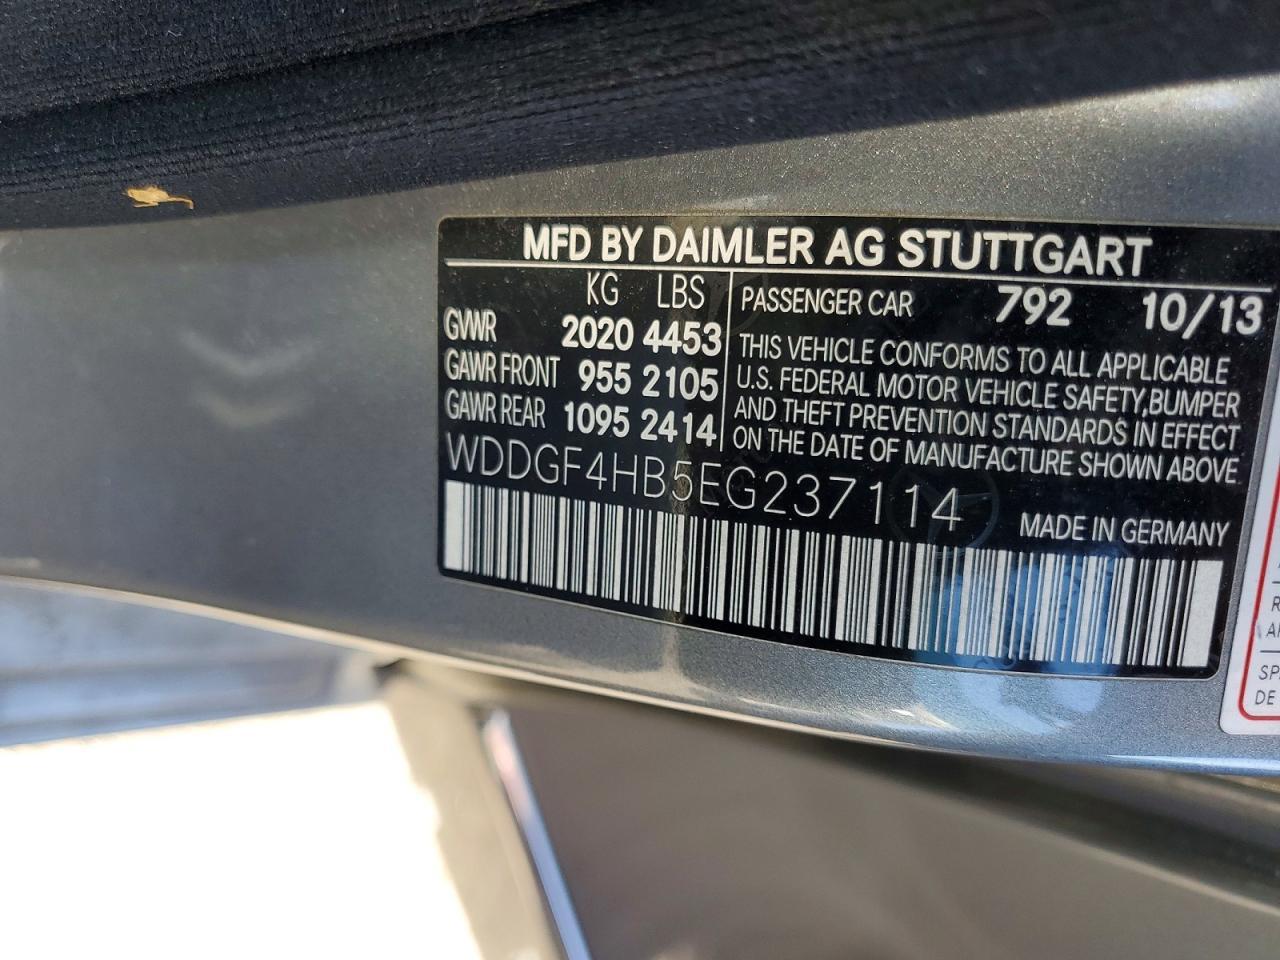 MFD BY DAIMLER AG STUTTGART
KG LBS
GVWR 2020 4453
GAWR FRONT 955 2105
GAWR REAR 1095 2414
PASSENGER CAR 792 10/13
THIS VEHICLE CONFORMS TO ALL APPLICABLE
U.S. FEDERAL MOTOR VEHICLE SAFETY,BUMPER
AND THEFT PREVENTION STANDARDS IN EFFECT
ON THE DATE OF MANUFACTURE SHOWN ABOVE.
WDDGF4HB5EG237114
MADE IN GERMANY
DE